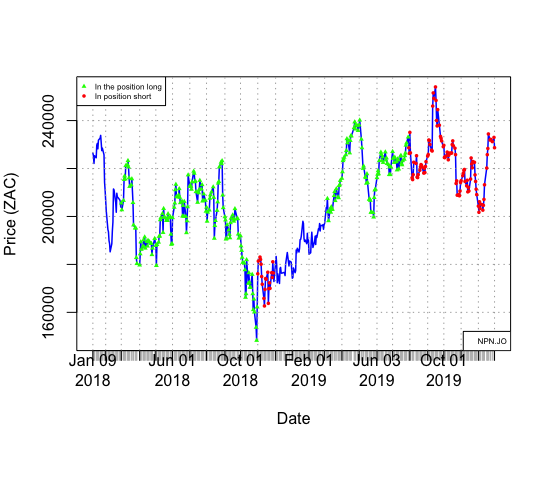 In the position long
In position short
Price (ZAC)
240000
200000
160000
NPN.JO
Jan 09 Jun 01 Oct 01 Feb 01 Jun 03 Oct 01
2018 2018 2018 2019 2019 2019
Date